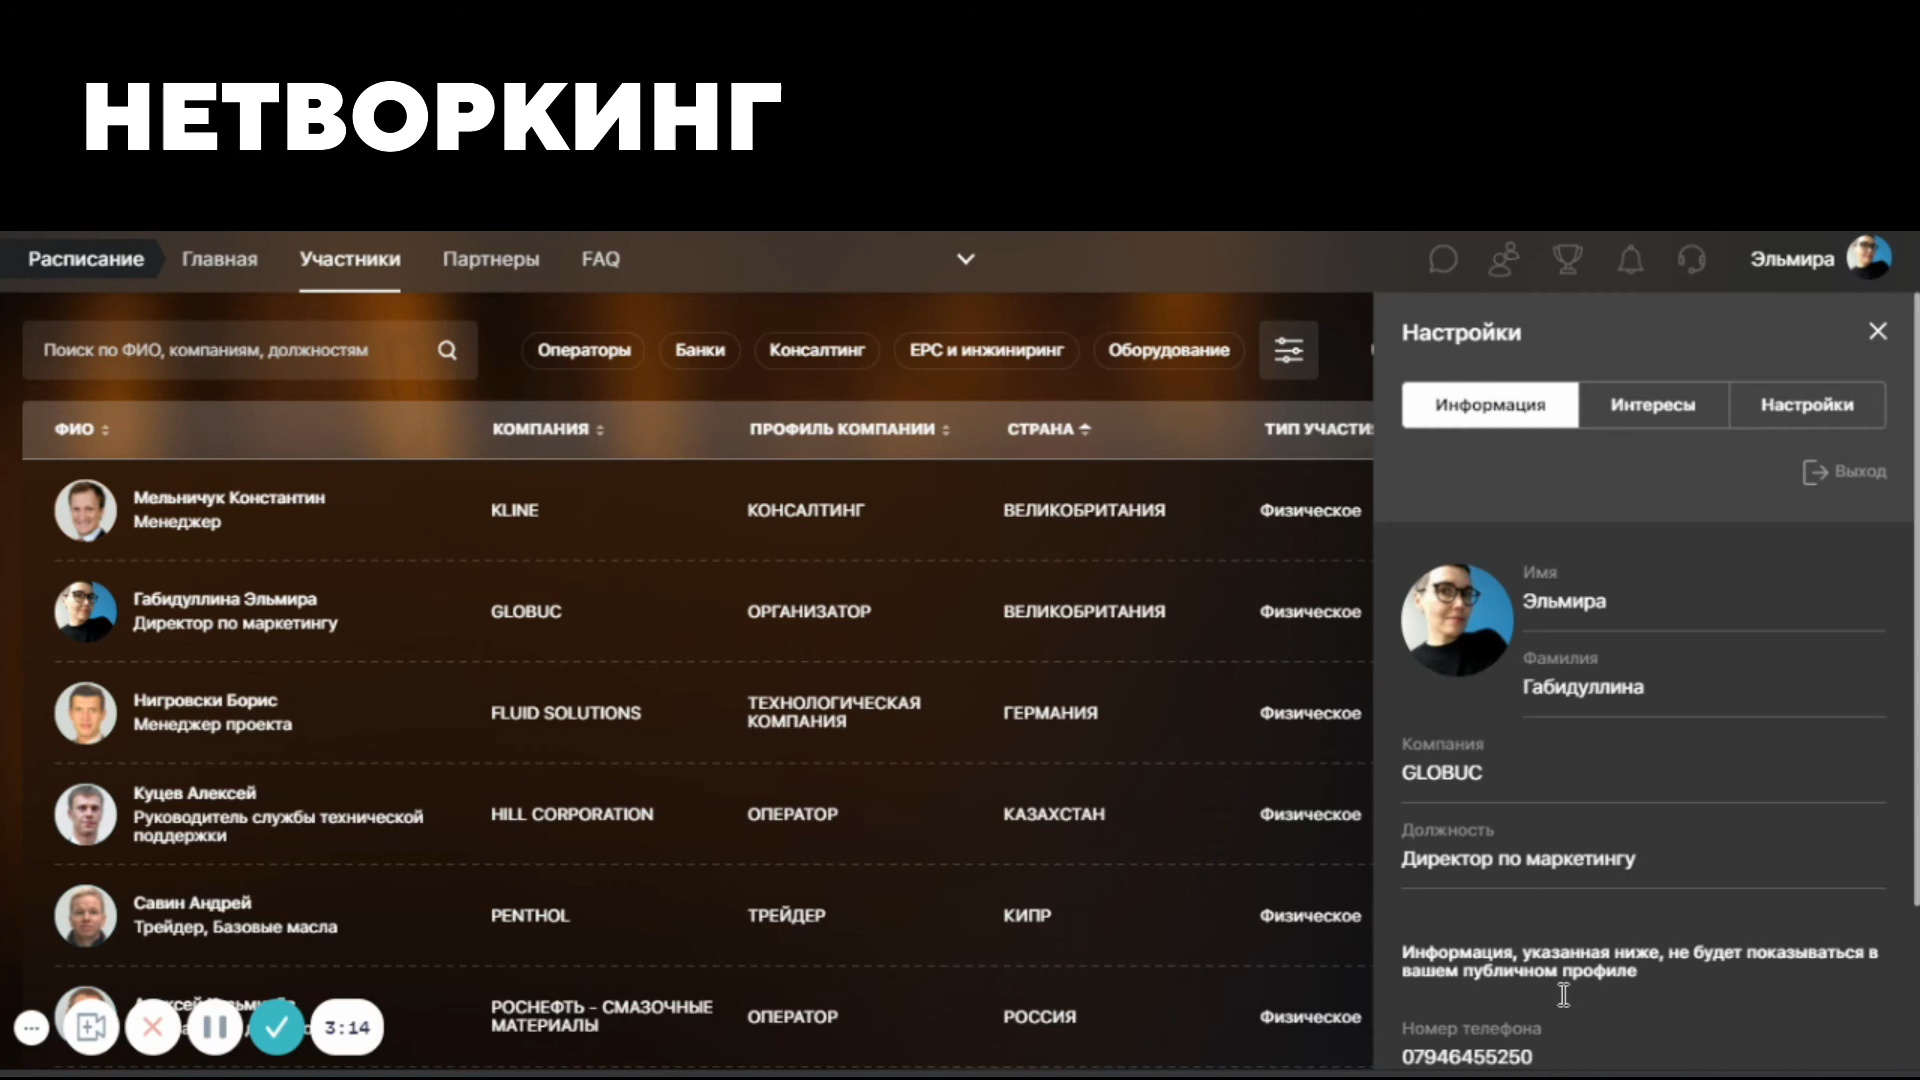 НЕТВОРКИНГ
Расписание Главная Участники Партнеры FAQ Эльмира
Поиск по ФИО, компаниям, должностям Операторы Банки Консалтинг EPC и инжиниринг Оборудование
Настройки
Информация Интересы Настройки
Выход
ФИО КОМПАНИЯ ПРОФИЛЬ КОМПАНИИ СТРАНА ТИП УЧАСТИ
Мельничук Константин
Менеджер
KLINE КОНСАЛТИНГ ВЕЛИКОБРИТАНИЯ Физическое
Габидуллина Эльмира
Директор по маркетингу
GLOBUC ОРГАНИЗАТОР ВЕЛИКОБРИТАНИЯ Физическое
Нигровски Борис
Менеджер проекта
FLUID SOLUTIONS
ТЕХНОЛОГИЧЕСКАЯ
КОМПАНИЯ
ГЕРМАНИЯ Физическое
Куцев Алексей
Руководитель службы технической
поддержки
HILL CORPORATION ОПЕРАТОР КАЗАХСТАН Физическое
Савин Андрей
Трейдер, Базовые масла
PENTHOL ТРЕЙДЕР КИПР Физическое
РОСНЕФТЬ - СМАЗОЧНЫЕ
МАТЕРИАЛЫ
ОПЕРАТОР РОССИЯ Физическое
3:14
Имя
Эльмира
Фамилия
Габидуллина
Компания
GLOBUC
Должность
Директор по маркетингу
Информация, указанная ниже, не будет показываться в
вашем публичном профиле
Номер телефона
07946455250